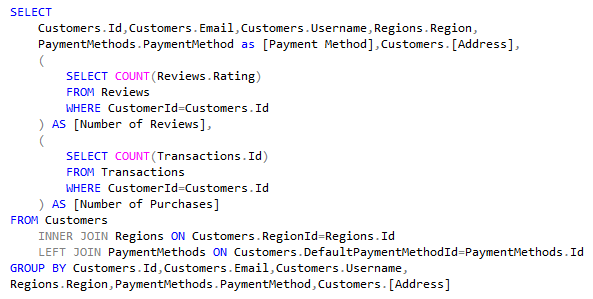 SELECT
Customers.Id,Customers.Email,Customers.Username,Regions.Region,
PaymentMethods.PaymentMethod as [Payment Method],Customers.[Address],
(
SELECT COUNT(Reviews.Rating)
FROM Reviews
WHERE CustomerId=Customers.Id
) AS [Number of Reviews],
(
SELECT COUNT(Transactions.Id)
FROM Transactions
WHERE CustomerId=Customers.Id
) AS [Number of Purchases]
FROM Customers
INNER JOIN Regions ON Customers.RegionId=Regions.Id
LEFT JOIN PaymentMethods ON Customers.DefaultPaymentMethodId=PaymentMethods.Id
GROUP BY Customers.Id,Customers.Email,Customers.Username,
Regions.Region,PaymentMethods.PaymentMethod,Customers.[Address]